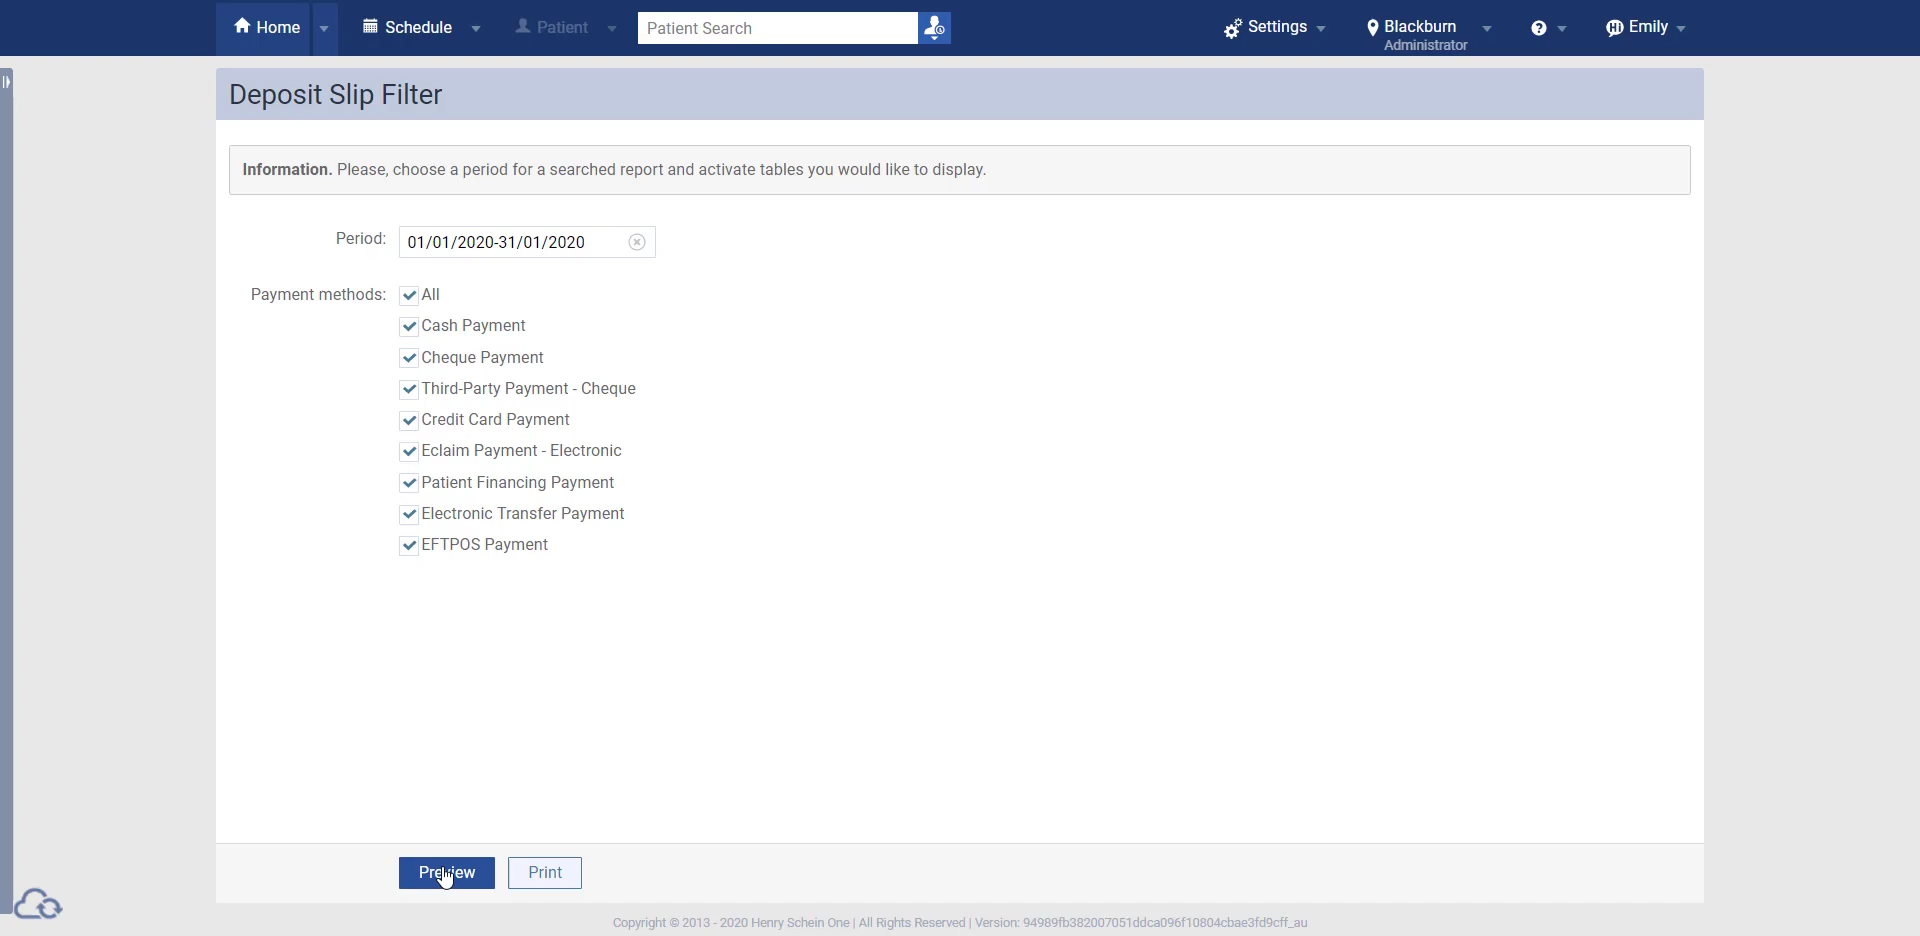 Home
Schedule
Patient
Patient Search
Settings
Blackburn
Administrator
?
Hi Emily
Deposit Slip Filter
Information. Please, choose a period for a searched report and activate tables you would like to display.
Period: 01/01/2020-31/01/2020
Payment methods: All
Cash Payment
Cheque Payment
Third-Party Payment - Cheque
Credit Card Payment
Eclaim Payment - Electronic
Patient Financing Payment
Electronic Transfer Payment
EFTPOS Payment
Preview
Print
Copyright © 2013 - 2020 Henry Schein One | All Rights Reserved | Version: 94989fb382007051ddca096f10804cbae3fd9cff_au